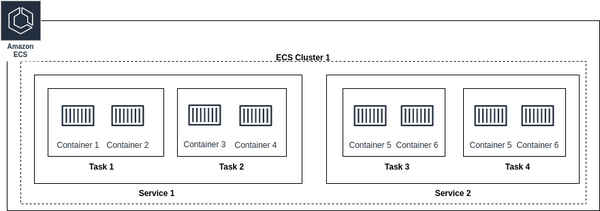 Amazon
ECS
ECS Cluster 1
Container 1 Container 2 Container 3 Container 4 Container 5 Container 6 Container 5 Container 6
Task 1 Task 2 Task 3 Task 4
Service 1 Service 2